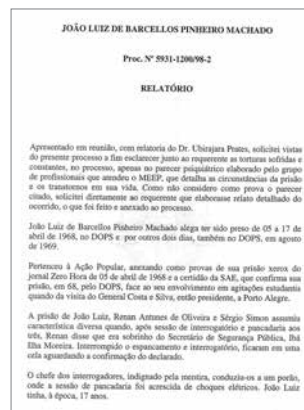 JOÃO LUIZ DE BARCELLOS PINHEIRO MACHADO
Proc. Nº 5931-1200/98-2
RELATÓRIO
Apresentado em reunião, com relatoria do Dr. Ubirajara Prates, solicitei vistas
do presente processo a fim esclarecer junto ao requerente as torturas sofridas e
constantes, no processo, apenas no parecer psiquiátrico elaborado pelo grupo
de profissionais que atendeu o MEEP, que detalha as circunstâncias da prisão
e os transtornos em sua vida. Como não considero como prova o parecer
citado, solicitei diretamente ao requerente que elaborasse relato detalhado do
ocorrido, o que foi feito e anexado ao processo.
João Luiz de Barcellos Pinheiro Machado alega ter sido preso de 05 a 17 de
abril de 1968, no DOPS e por outros dois dias, também no DOPS, em agosto
de 1969.
Pertenceu à Ação Popular, anexando como provas de sua prisão xerox do
jornal Zero Hora de 05 de abril de 1968 e a certidão da SAE, que confirma sua
prisão, em 68, pelo DOPS, face ao seu envolvimento em agitações estudantis
quando da visita do General Costa e Silva, então presidente, a Porto Alegre.
A prisão de João Luiz, Renan Antunes de Oliveira e Sérgio Simon assumiu
característica diversa quando, após sessão de interrogatório e pancadaria aos
três, Renan disse que era sobrinho do Secretário de Segurança Pública, Ibá
Ilha Moreira. Interrompido o espancamento e interrogatório, ficaram em uma
cela aguardando a confirmação do declarado.
O chefe dos interrogadores, indignado pela mentira, conduziu-os a um porão,
onde a sessão de pancadaria foi acrescida de choques elétricos. João Luiz
tinha, à época, 17 anos.